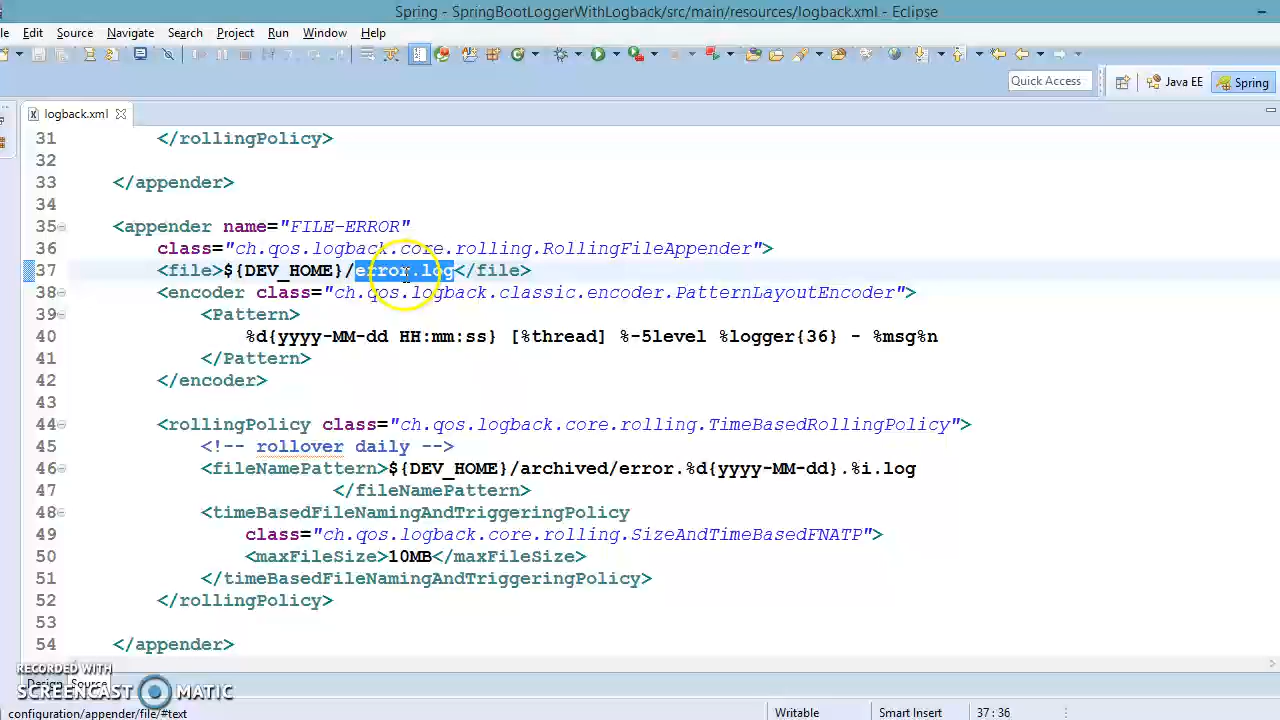 Spring - SpringBootLoggerWithLogback/src/main/resources/logback.xml - Eclipse
Edit Source Navigate Search Project Run Window Help
Quick Access Java EE Spring
logback.xml
31 </rollingPolicy>
32
33 </appender>
34
35 <appender name="FILE-ERROR"
36 class="ch.qos.logback.core.rolling.RollingFileAppender">
37 <file>${DEV_HOME}/error.log</file>
38 <encoder class="ch.qos.logback.classic.encoder.PatternLayoutEncoder">
39 <Pattern>
40 %d{yyyy-MM-dd HH:mm:ss} [%thread] %-5level %logger{36} - %msg%n
41 </Pattern>
42 </encoder>
43
44 <rollingPolicy class="ch.qos.logback.core.rolling.TimeBasedRollingPolicy">
45 <!-- rollover daily -->
46 <fileNamePattern>${DEV_HOME}/archived/error.%d{yyyy-MM-dd}.%i.log
47 </fileNamePattern>
48 <timeBasedFileNamingAndTriggeringPolicy
49 class="ch.qos.logback.core.rolling.SizeAndTimeBasedFNATP">
50 <maxFileSize>10MB</maxFileSize>
51 </timeBasedFileNamingAndTriggeringPolicy>
52 </rollingPolicy>
53
54 </appender>
RECORDED WITH
SCREENCAST MATIC
configuration/appender/file/#text Writable Smart Insert 37 : 36